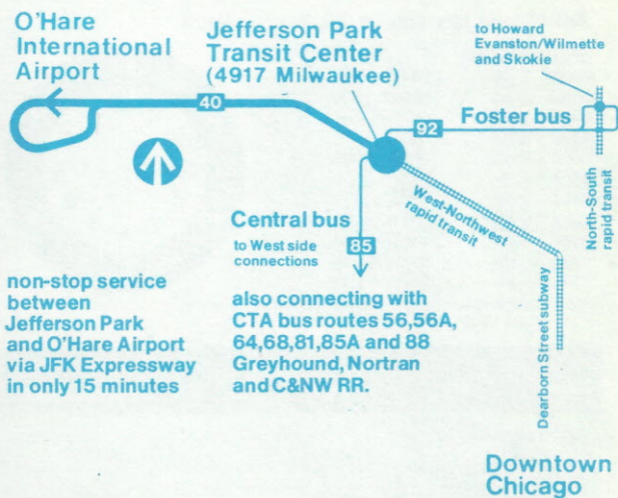 O'Hare
International
Airport
Jefferson Park
Transit Center
(4917 Milwaukee)
to Howard
Evanston/Wilmette
and Skokie
40
92
Foster bus
North-South
rapid transit
West-Northwest
rapid transit
Central bus
to West side
connections
85
Dearborn Street subway
non-stop service
between
Jefferson Park
and O'Hare Airport
via JFK Expressway
in only 15 minutes
also connecting with
CTA bus routes 56,56A,
64,68,81,85A and 88
Greyhound, Nortran
and C&NW RR.
Downtown
Chicago